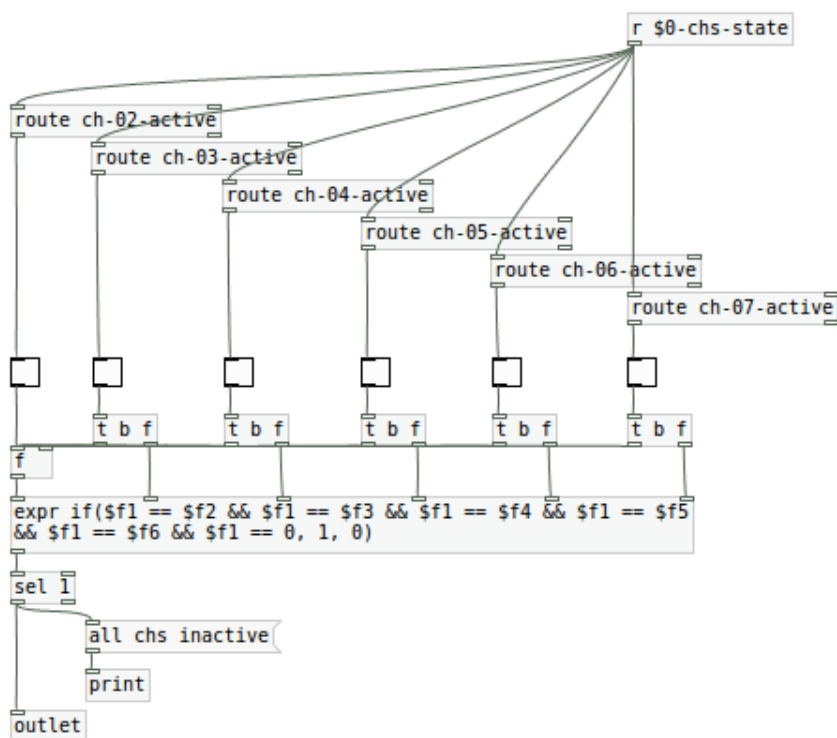 r $0-chs-state
route ch-02-active
route ch-03-active
route ch-04-active
route ch-05-active
route ch-06-active
route ch-07-active
t b f
t b f
t b f
t b f
t b f
f
expr if($f1 == $f2 && $f1 == $f3 && $f1 == $f4 && $f1 == $f5
&& $f1 == $f6 && $f1 == 0, 1, 0)
sel 1
all chs inactive
print
outlet